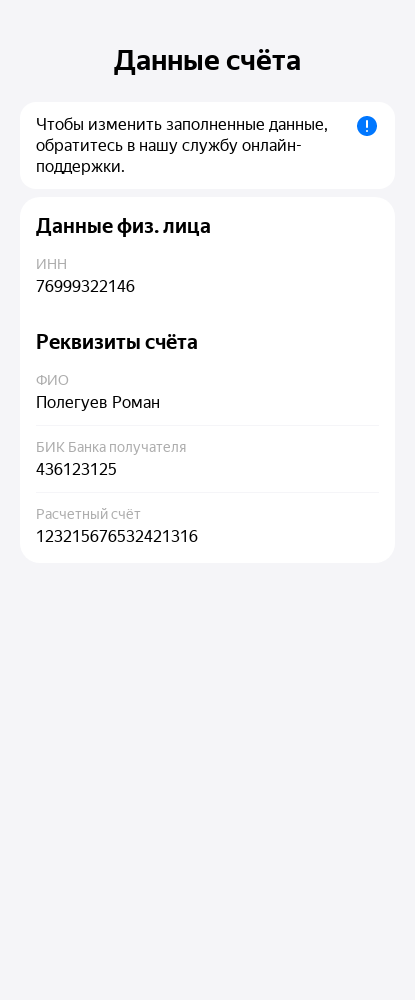 Данные счёта
Чтобы изменить заполненные данные,
обратитесь в нашу службу онлайн-
поддержки.
Данные физ. лица
ИНН
76999322146
Реквизиты счёта
ФИО
Полегуев Роман
БИК Банка получателя
436123125
Расчетный счёт
123215676532421316